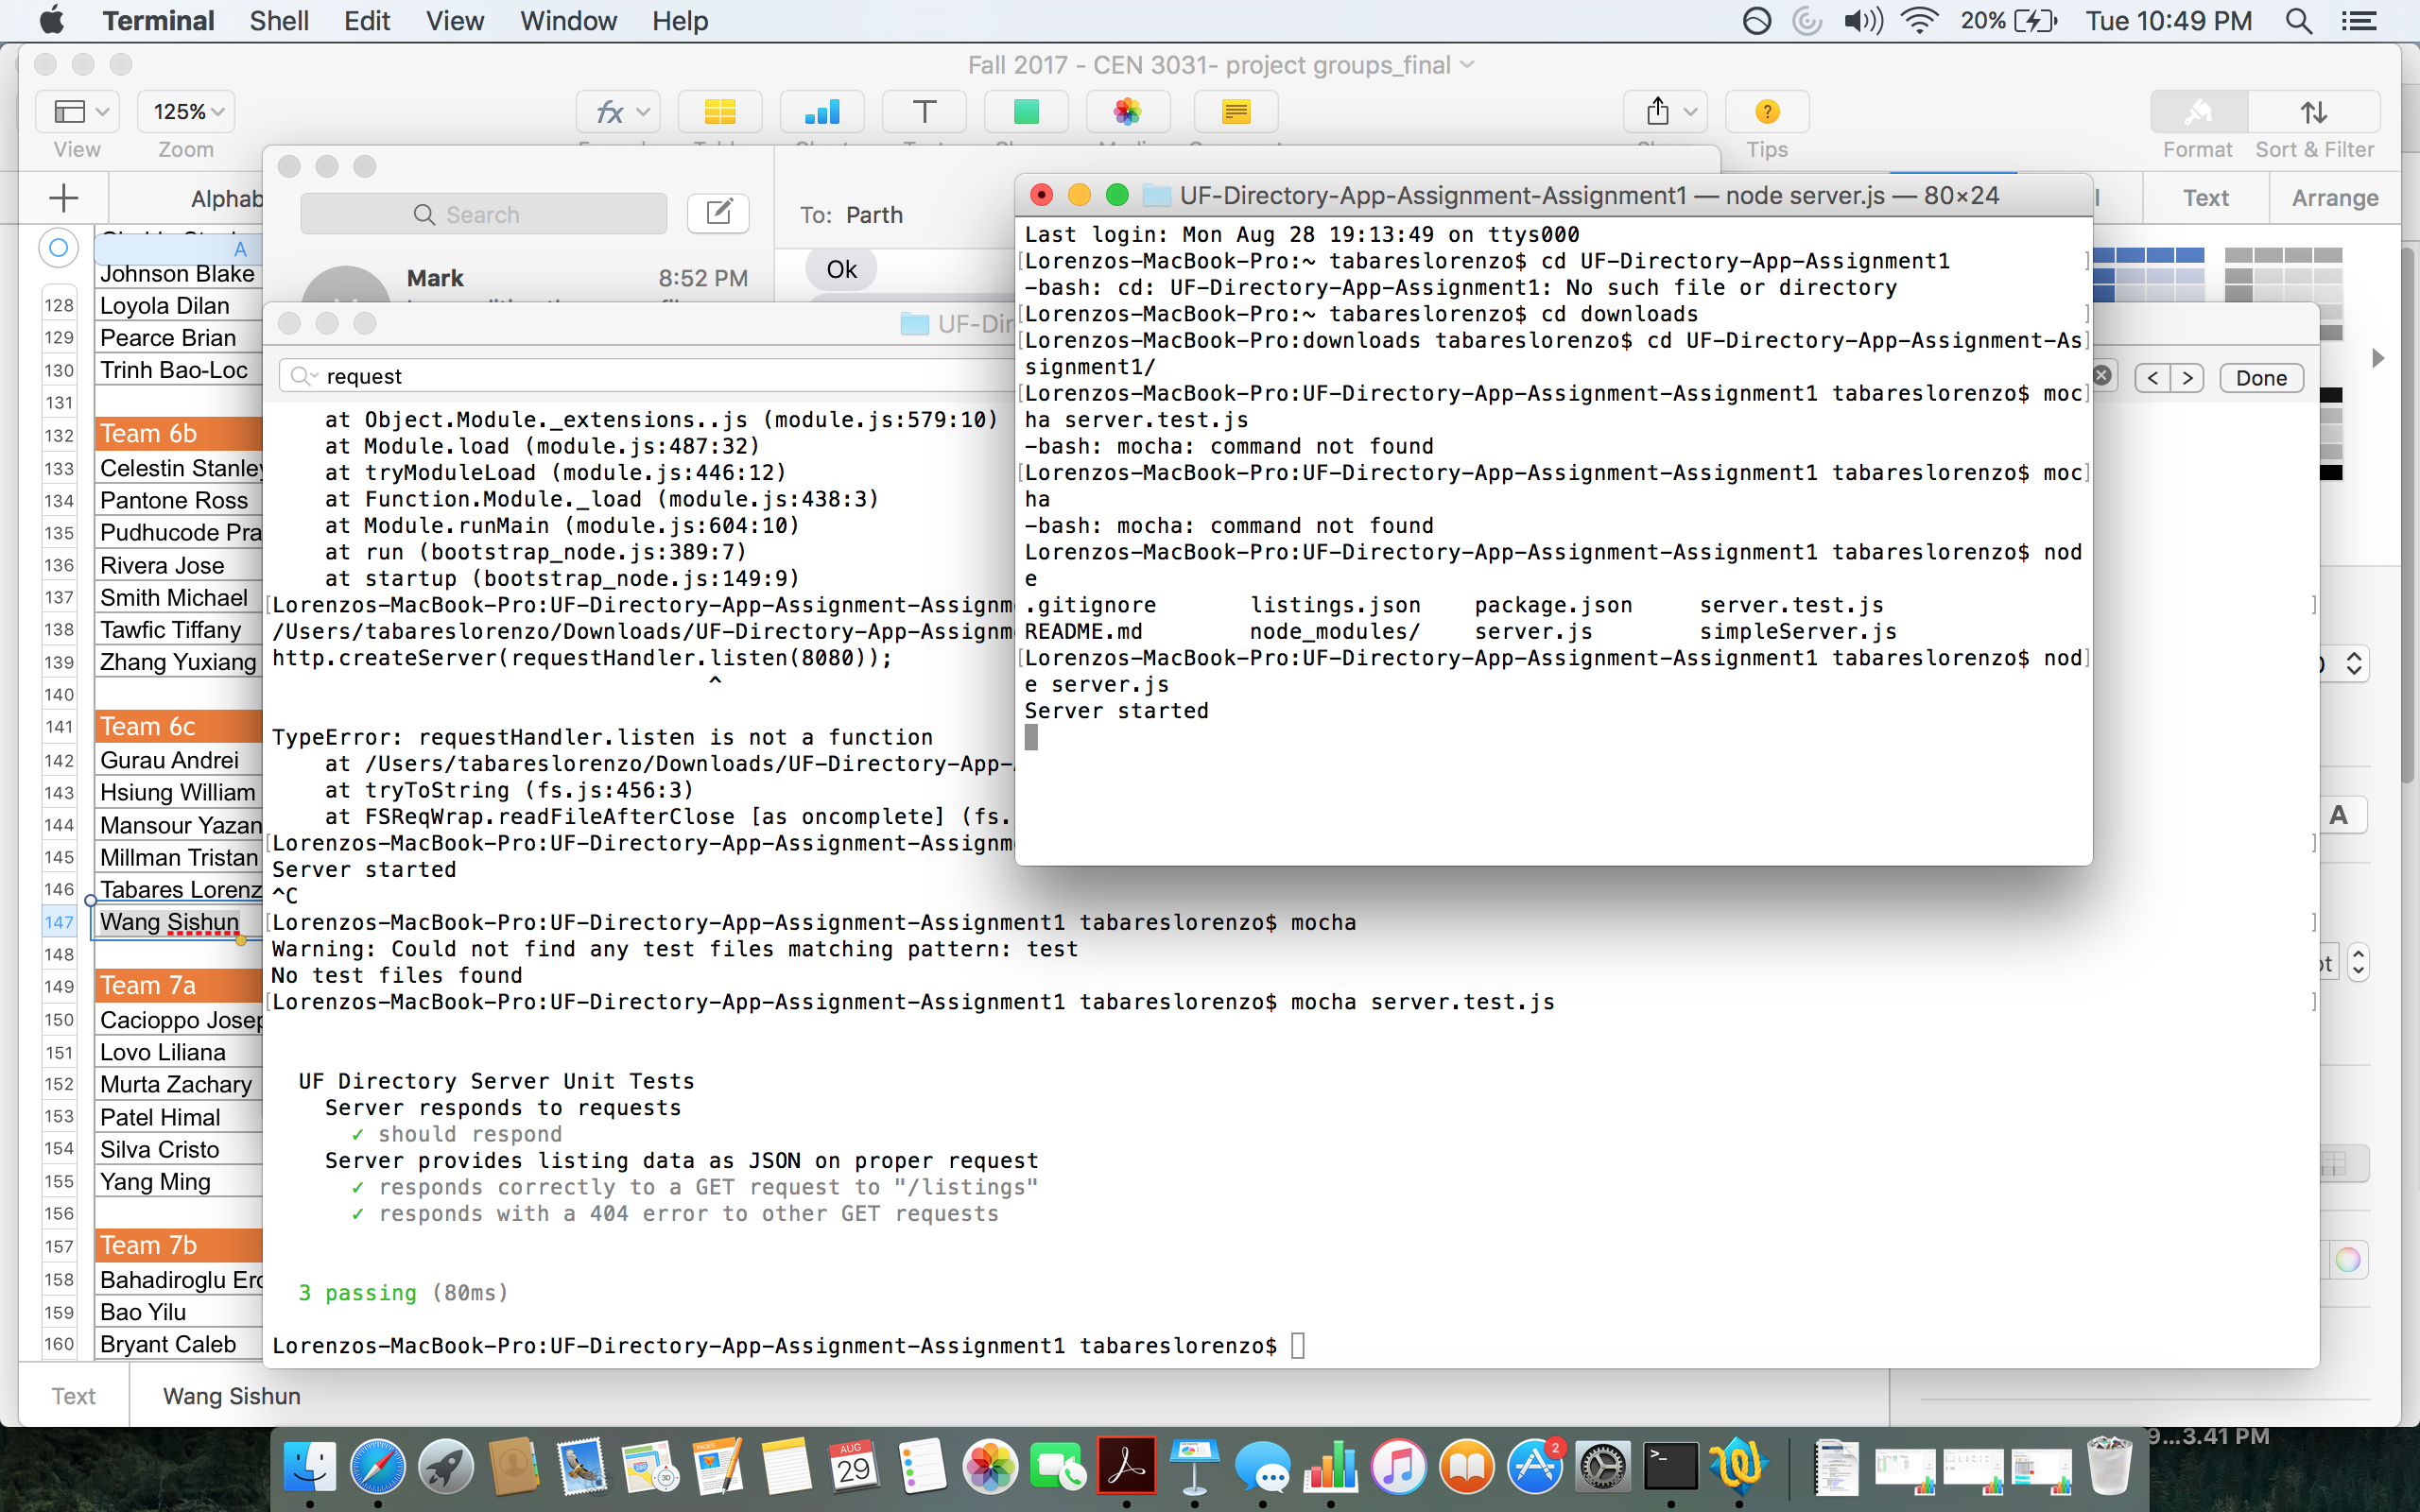 Terminal Shell Edit View Window Help 20% Tue 10:49 PM
Fall 2017 - CEN 3031- project groups_final
125%
View Zoom Tips Format Sort & Filter
Text Arrange
Search
To: Parth
Mark 8:52 PM
Ok
A
Johnson Blake
128 Loyola Dilan
129 Pearce Brian
130 Trinh Bao-Loc
131
132 Team 6b
133 Celestin Stanley
134 Pantone Ross
135 Pudhucode Pra
136 Rivera Jose
137 Smith Michael
138 Tawfic Tiffany
139 Zhang Yuxiang
140
141 Team 6c
142 Gurau Andrei
143 Hsiung William
144 Mansour Yazan
145 Millman Tristan
146 Tabares Lorenz
147 Wang Sishun
148
149 Team 7a
150 Cacioppo Josep
151 Lovo Liliana
152 Murta Zachary
153 Patel Himal
154 Silva Cristo
155 Yang Ming
156
157 Team 7b
158 Bahadiroglu Erc
159 Bao Yilu
160 Bryant Caleb
Text Wang Sishun
UF-Directory-App-Assignment-Assignment1 — node server.js — 80×24
Last login: Mon Aug 28 19:13:49 on ttys000
[Lorenzos-MacBook-Pro:~ tabareslorenzo$ cd UF-Directory-App-Assignment1 ]
-bash: cd: UF-Directory-App-Assignment1: No such file or directory
[Lorenzos-MacBook-Pro:~ tabareslorenzo$ cd downloads ]
[Lorenzos-MacBook-Pro:downloads tabareslorenzo$ cd UF-Directory-App-Assignment-As]
signment1/
[Lorenzos-MacBook-Pro:UF-Directory-App-Assignment-Assignment1 tabareslorenzo$ moc]
ha server.test.js
-bash: mocha: command not found
[Lorenzos-MacBook-Pro:UF-Directory-App-Assignment-Assignment1 tabareslorenzo$ moc]
ha
-bash: mocha: command not found
Lorenzos-MacBook-Pro:UF-Directory-App-Assignment-Assignment1 tabareslorenzo$ nod
e
.gitignore listings.json package.json server.test.js
README.md node_modules/ server.js simpleServer.js
[Lorenzos-MacBook-Pro:UF-Directory-App-Assignment-Assignment1 tabareslorenzo$ nod]
e server.js
Server started
UF-Dir
request
Done
at Object.Module._extensions..js (module.js:579:10)
at Module.load (module.js:487:32)
at tryModuleLoad (module.js:446:12)
at Function.Module._load (module.js:438:3)
at Module.runMain (module.js:604:10)
at run (bootstrap_node.js:389:7)
at startup (bootstrap_node.js:149:9)
[Lorenzos-MacBook-Pro:UF-Directory-App-Assignment-Assignm ]
/Users/tabareslorenzo/Downloads/UF-Directory-App-Assignm
http.createServer(requestHandler.listen(8080));
^
TypeError: requestHandler.listen is not a function
at /Users/tabareslorenzo/Downloads/UF-Directory-App-
at tryToString (fs.js:456:3)
at FSReqWrap.readFileAfterClose [as oncomplete] (fs.
[Lorenzos-MacBook-Pro:UF-Directory-App-Assignment-Assignm ]
Server started
^C
[Lorenzos-MacBook-Pro:UF-Directory-App-Assignment-Assignment1 tabareslorenzo$ mocha ]
Warning: Could not find any test files matching pattern: test
No test files found
[Lorenzos-MacBook-Pro:UF-Directory-App-Assignment-Assignment1 tabareslorenzo$ mocha server.test.js ]
UF Directory Server Unit Tests
Server responds to requests
✓ should respond
Server provides listing data as JSON on proper request
✓ responds correctly to a GET request to "/listings"
✓ responds with a 404 error to other GET requests
3 passing (80ms)
Lorenzos-MacBook-Pro:UF-Directory-App-Assignment-Assignment1 tabareslorenzo$
9...3.41 PM
AUG
29
2